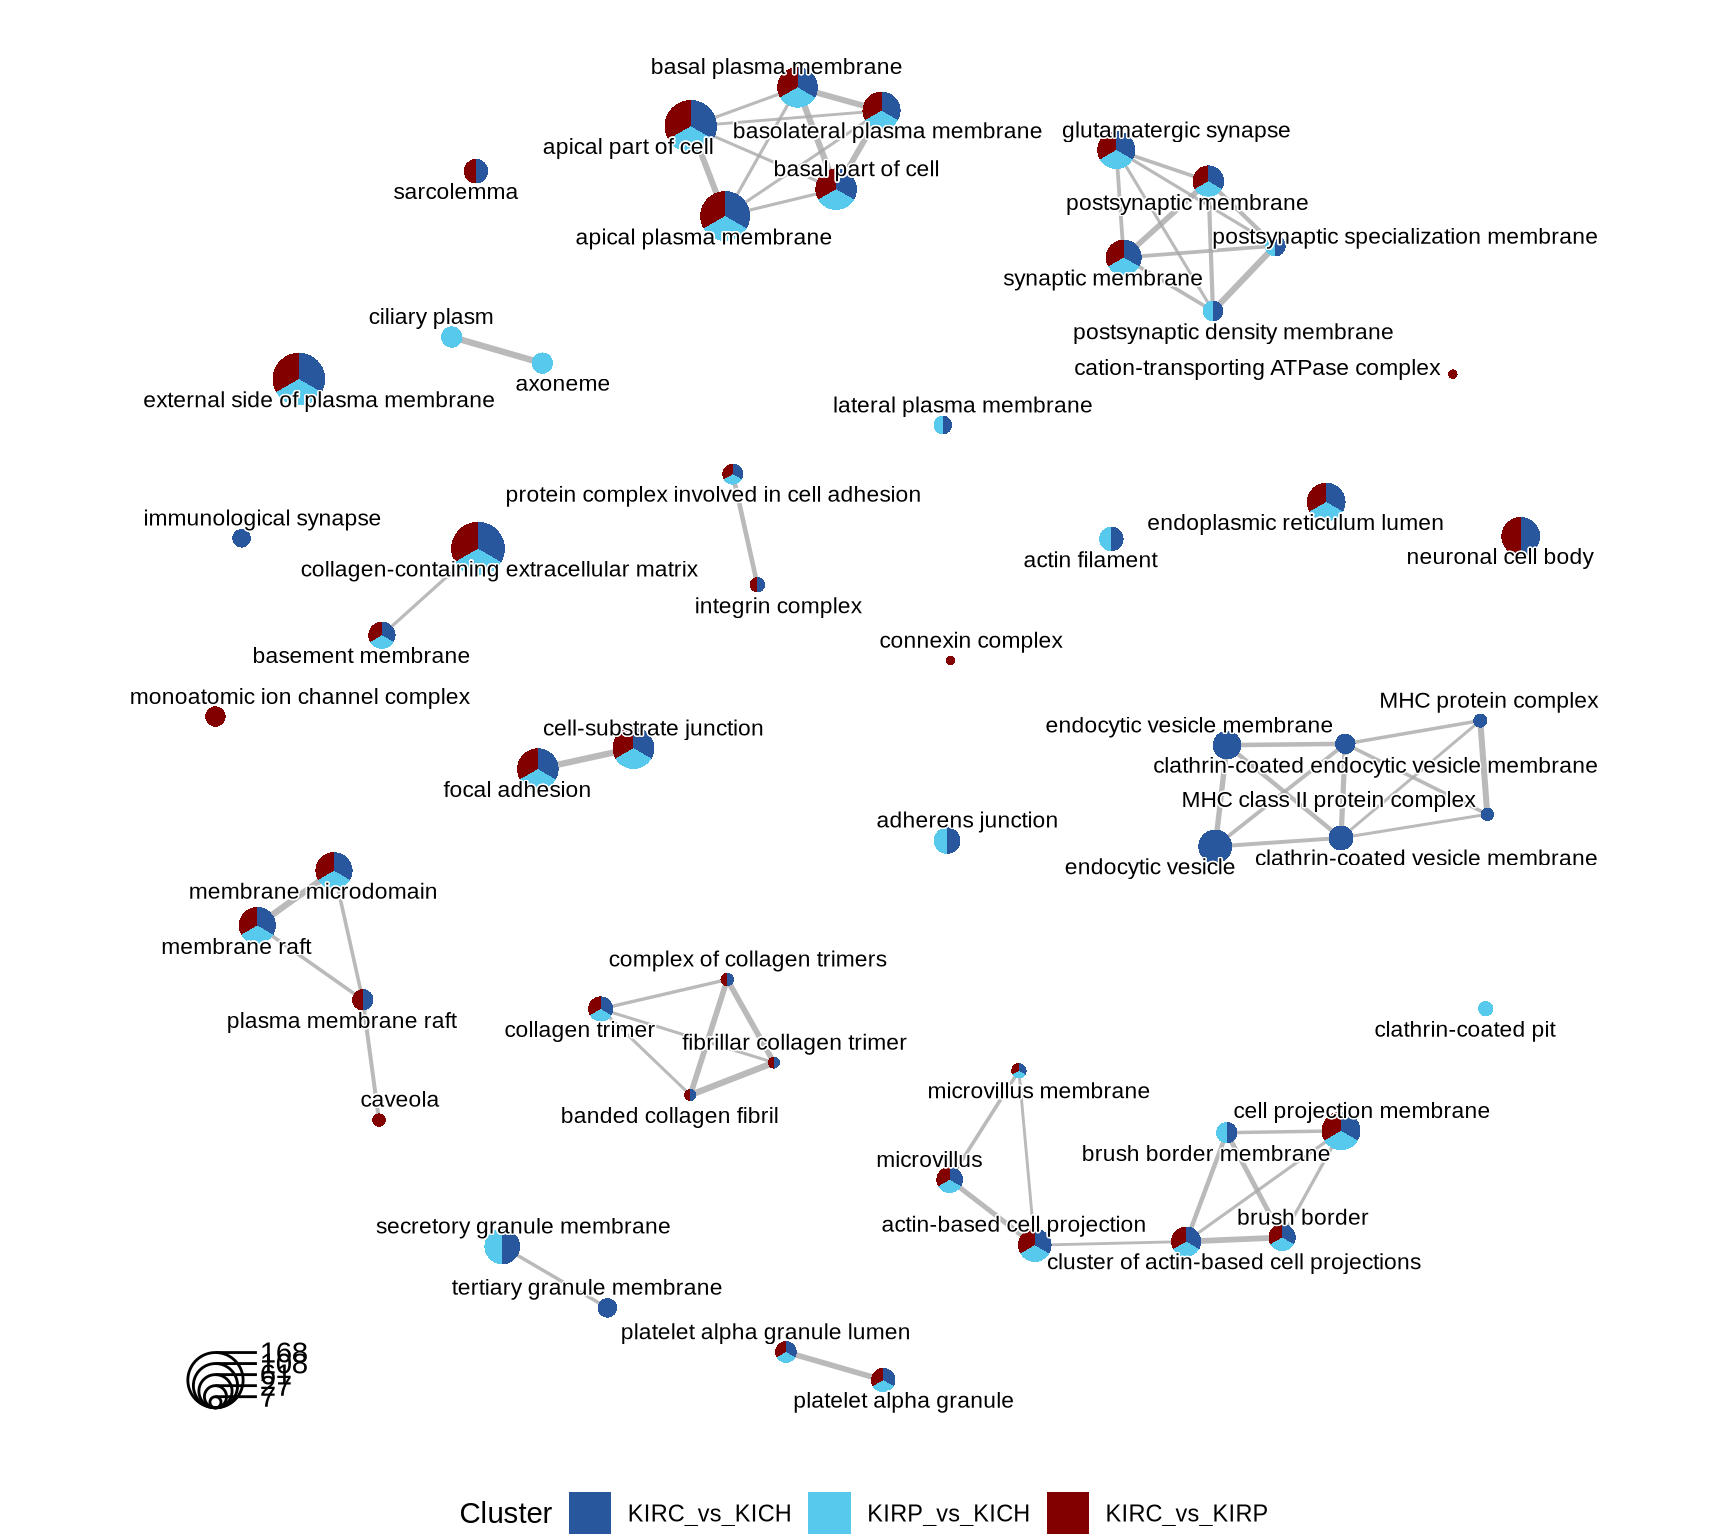 basal plasma membrane
basolateral plasma membrane
apical part of cell
basal part of cell
apical plasma membrane
sarcolemma
glutamatergic synapse
postsynaptic membrane
postsynaptic specialization membrane
synaptic membrane
postsynaptic density membrane
cation-transporting ATPase complex
ciliary plasm
axoneme
external side of plasma membrane
lateral plasma membrane
protein complex involved in cell adhesion
immunological synapse
collagen-containing extracellular matrix
integrin complex
basement membrane
endoplasmic reticulum lumen
actin filament
neuronal cell body
connexin complex
monoatomic ion channel complex
cell-substrate junction
focal adhesion
MHC protein complex
endocytic vesicle membrane
clathrin-coated endocytic vesicle membrane
MHC class II protein complex
adherens junction
endocytic vesicle
clathrin-coated vesicle membrane
membrane microdomain
membrane raft
plasma membrane raft
caveola
complex of collagen trimers
collagen trimer
fibrillar collagen trimer
banded collagen fibril
clathrin-coated pit
microvillus membrane
cell projection membrane
brush border membrane
microvillus
actin-based cell projection
brush border
cluster of actin-based cell projections
secretory granule membrane
tertiary granule membrane
platelet alpha granule lumen
platelet alpha granule
168
108
61
27
7
Cluster
KIRC_vs_KICH
KIRP_vs_KICH
KIRC_vs_KIRP